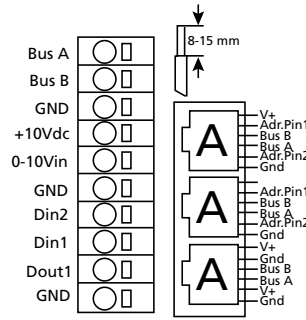 Bus A
Bus B
GND
+10Vdc
0-10Vin
GND
Din2
Din1
Dout1
GND
8-15 mm
A
V+
Adr.Pin1
Bus B
Bus A
Adr.Pin2
Gnd
A
Adr.Pin1
Bus B
Bus A
Adr.Pin2
Gnd
A
V+
Gnd
Bus B
Bus A
V+
Gnd